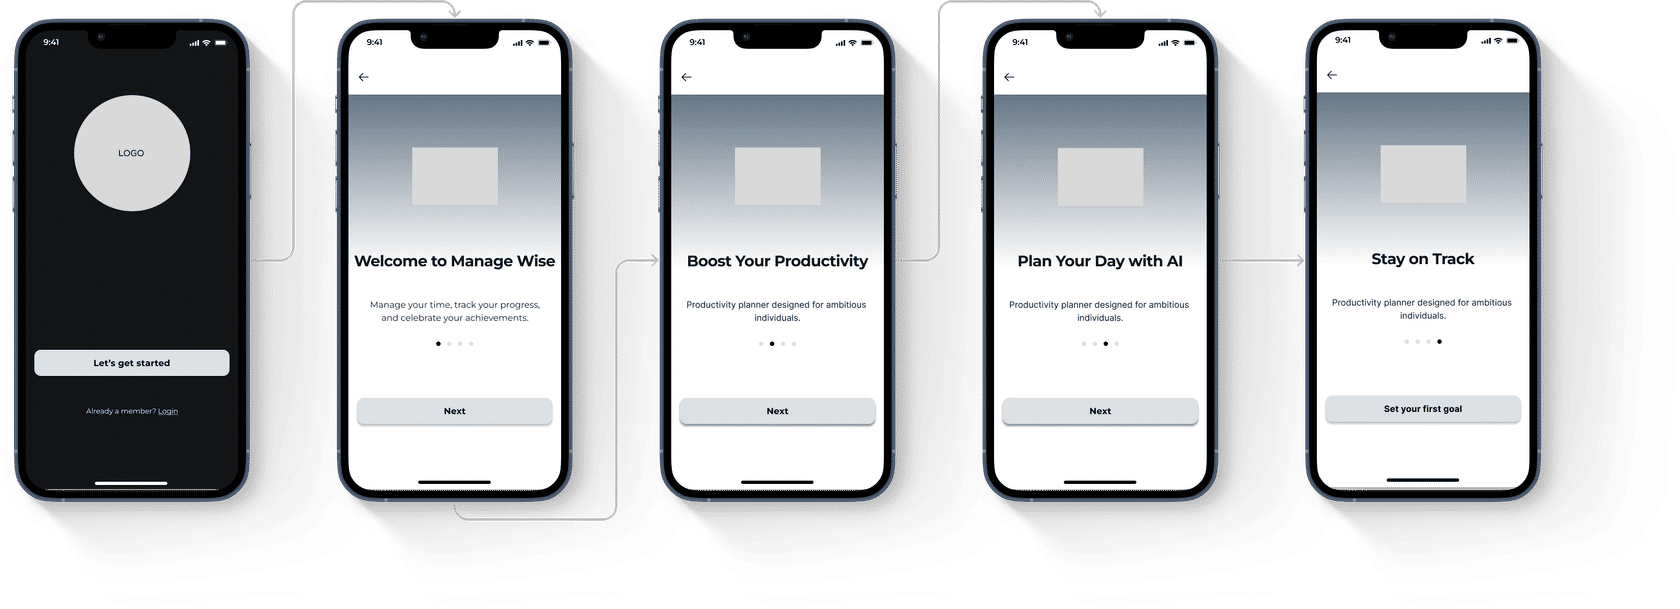 9:41
LOGO
Let's get started
Already a member? Login
9:41
Welcome to Manage Wise
Manage your time, track your progress,
and celebrate your achievements.
Next
9:41
Boost Your Productivity
Productivity planner designed for ambitious
individuals.
Next
9:41
Plan Your Day with AI
Productivity planner designed for ambitious
individuals.
Next
9:41
Stay on Track
Productivity planner designed for ambitious
individuals.
Set your first goal